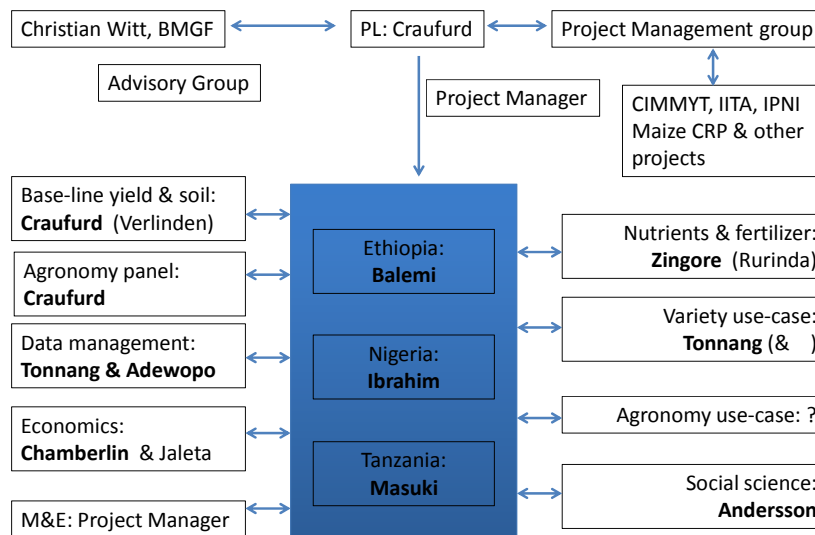 Christian Witt, BMGF
PL: Craufurd
Project Management group
Advisory Group
Project Manager
CIMMYT, IITA, IPNI
Maize CRP & other
projects
Base-line yield & soil:
Craufurd (Verlinden)
Agronomy panel:
Craufurd
Data management:
Tonnang & Adewopo
Economics:
Chamberlin & Jaleta
M&E: Project Manager
Ethiopia:
Balemi
Nigeria:
Ibrahim
Tanzania:
Masuki
Nutrients & fertilizer:
Zingore (Rurinda)
Variety use-case:
Tonnang (& )
Agronomy use-case: ?
Social science:
Andersson